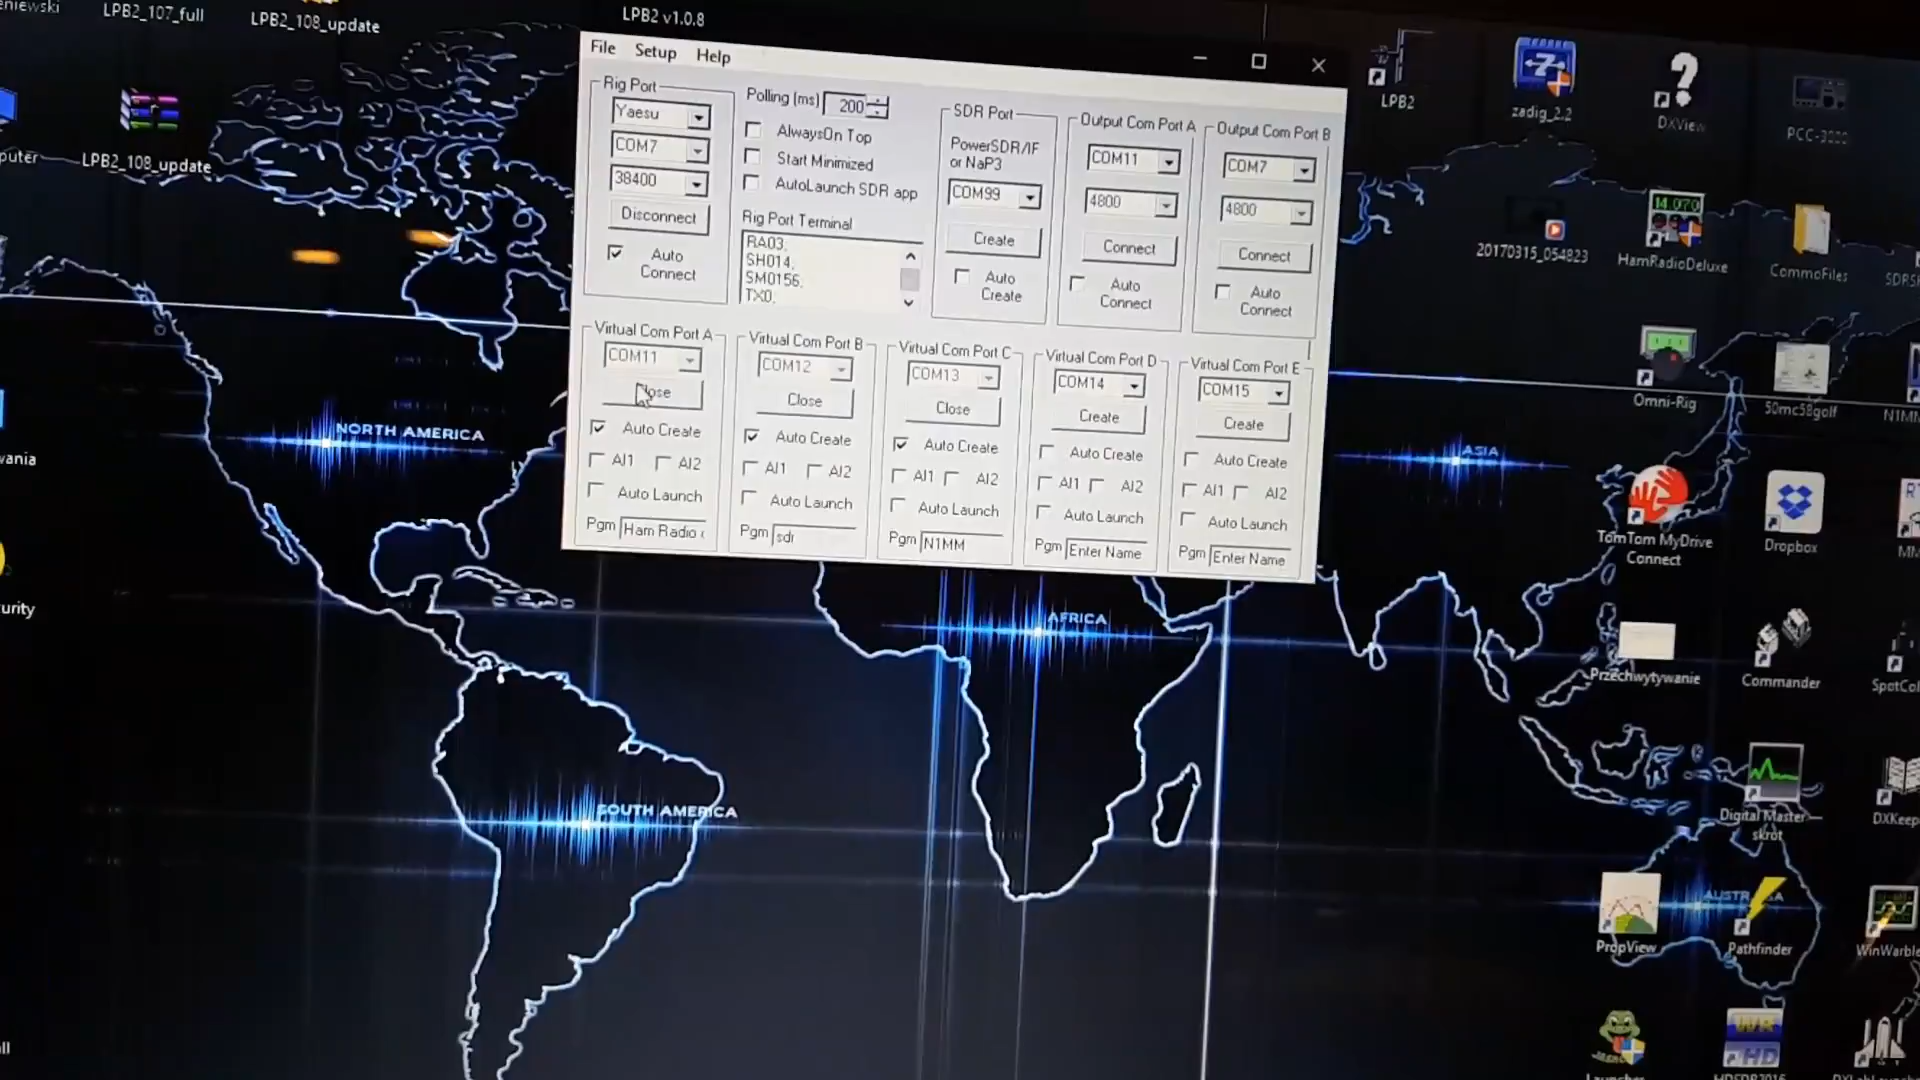 LPB2_107_full
LPB2_108_update
LPB2_108_update
LPB2 v1.0.8
File Setup Help
Rig Port
Yaesu
COM7
38400
Disconnect
Auto Connect
Polling (ms) 200
AlwaysOn Top
Start Minimized
AutoLaunch SDR app
Rig Port Terminal
RA03;
SH014;
SM0156;
TX0;
SDR Port
PowerSDR/IF
or NaP3
COM99
Create
Auto Create
Output Com Port A
COM11
4800
Connect
Auto Connect
Output Com Port B
COM7
4800
Connect
Auto Connect
Virtual Com Port A
COM11
Auto Create
AI1 AI2
Auto Launch
Pgm Ham Radio
Virtual Com Port B
COM12
Close
Auto Create
AI1 AI2
Auto Launch
Pgm sdr
Virtual Com Port C
COM13
Close
Auto Create
AI1 AI2
Auto Launch
Pgm N1MM
Virtual Com Port D
COM14
Create
Auto Create
AI1 AI2
Auto Launch
Pgm Enter Name
Virtual Com Port E
COM15
Create
Auto Create
AI1 AI2
Auto Launch
Pgm Enter Name
NORTH AMERICA
SOUTH AMERICA
AFRICA
ASIA
LPB2
zadig_2.2
DXView
PCC-3000
20170315_054823
14.070
HamRadioDeluxe
CommoFiles
Omni-Rig
50mc58golf
TomTom MyDrive
Connect
Dropbox
Przechwytywanie
Commander
Digital Master
skrót
PropView
Pathfinder